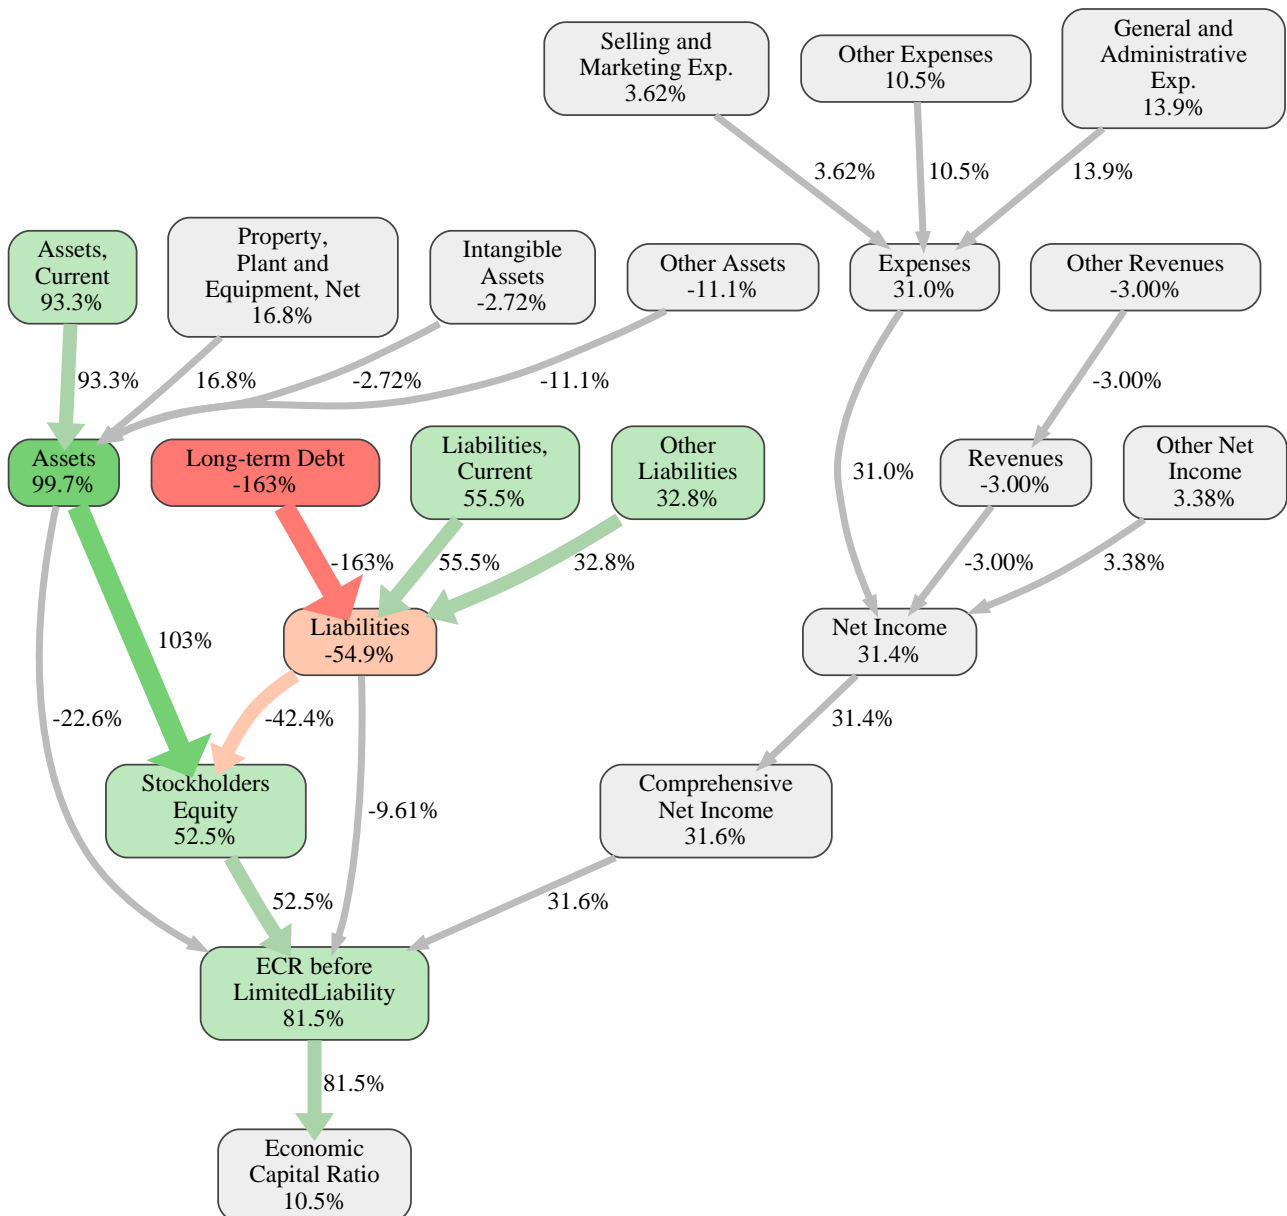 Selling and
Marketing Exp.
3.62%
Other Expenses
10.5%
General and
Administrative
Exp.
13.9%
3.62%
10.5%
13.9%
Assets,
Current
93.3%
Property,
Plant and
Equipment, Net
16.8%
Intangible
Assets
-2.72%
Other Assets
-11.1%
Expenses
31.0%
Other Revenues
-3.00%
93.3%
16.8%
-2.72%
-11.1%
-3.00%
Assets
99.7%
Long-term Debt
-163%
Liabilities,
Current
55.5%
Other
Liabilities
32.8%
31.0%
Revenues
-3.00%
Other Net
Income
3.38%
-163%
55.5%
32.8%
-3.00%
3.38%
103%
Liabilities
-54.9%
Net Income
31.4%
-22.6%
-42.4%
31.4%
Stockholders
Equity
52.5%
-9.61%
Comprehensive
Net Income
31.6%
52.5%
31.6%
ECR before
LimitedLiability
81.5%
81.5%
Economic
Capital Ratio
10.5%